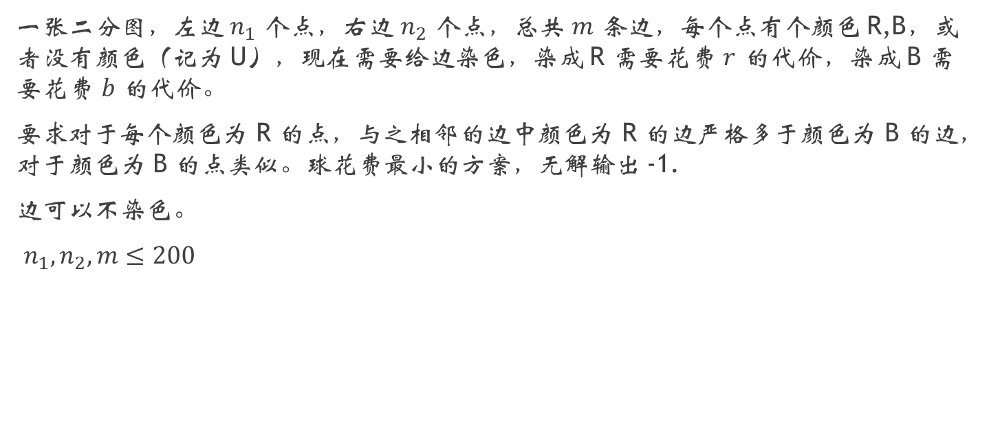 一张二分图，左边 n₁ 个点，右边 n₂ 个点，总共 m 条边，每个点有个颜色 R,B，或
者没有颜色（记为 U），现在需要给边染色，染成 R 需要花费 r 的代价，染成 B 需
要花费 b 的代价。
要求对于每个颜色为 R 的点，与之相邻的边中颜色为 R 的边严格多于颜色为 B 的边，
对于颜色为 B 的点类似。球花费最小的方案，无解输出 -1.
边可以不染色。
n₁,n₂,m ≤ 200